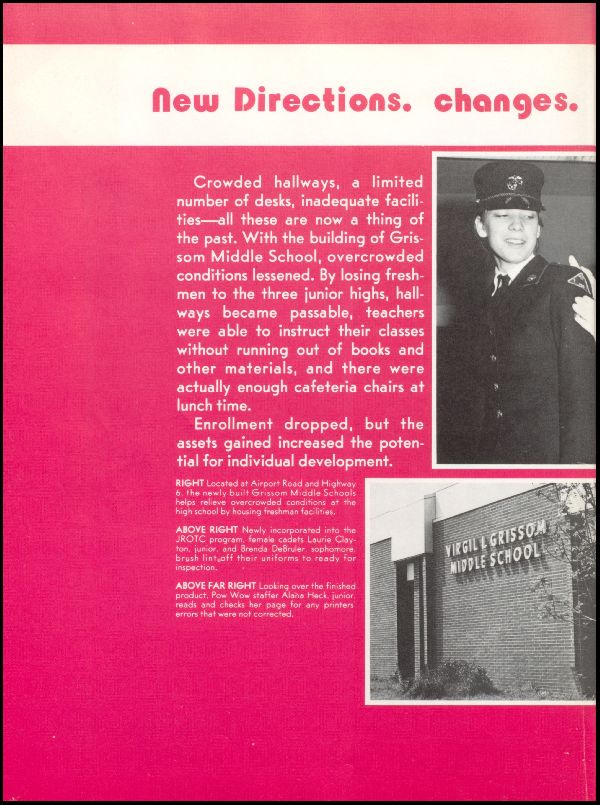 New Directions. changes.
Crowded hallways, a limited
number of desks, inadequate facili-
ties—all these are now a thing of
the past. With the building of Gris-
som Middle School, overcrowded
conditions lessened. By losing fresh-
men to the three junior highs, hall-
ways became passable, teachers
were able to instruct their classes
without running out of books and
other materials, and there were
actually enough cafeteria chairs at
lunch time.
Enrollment dropped, but the
assets gained increased the poten-
tial for individual development.
RIGHT Located at Airport Road and Highway
6, the newly built Grissom Middle Schools
helps relieve overcrowded conditions at the
high school by housing freshman facilities.
ABOVE RIGHT Newly incorporated into the
JROTC program, female cadets Laurie Clay-
ton, junior, and Brenda DeBruler, sophomore,
brush lint off their uniforms to ready for
inspection.
ABOVE FAR RIGHT Looking over the finished
product, Pow Wow staffer Alaña Heck, junior,
reads and checks her page for any printers'
errors that were not corrected.
VIRGIL I. GRISSOM
MIDDLE SCHOOL